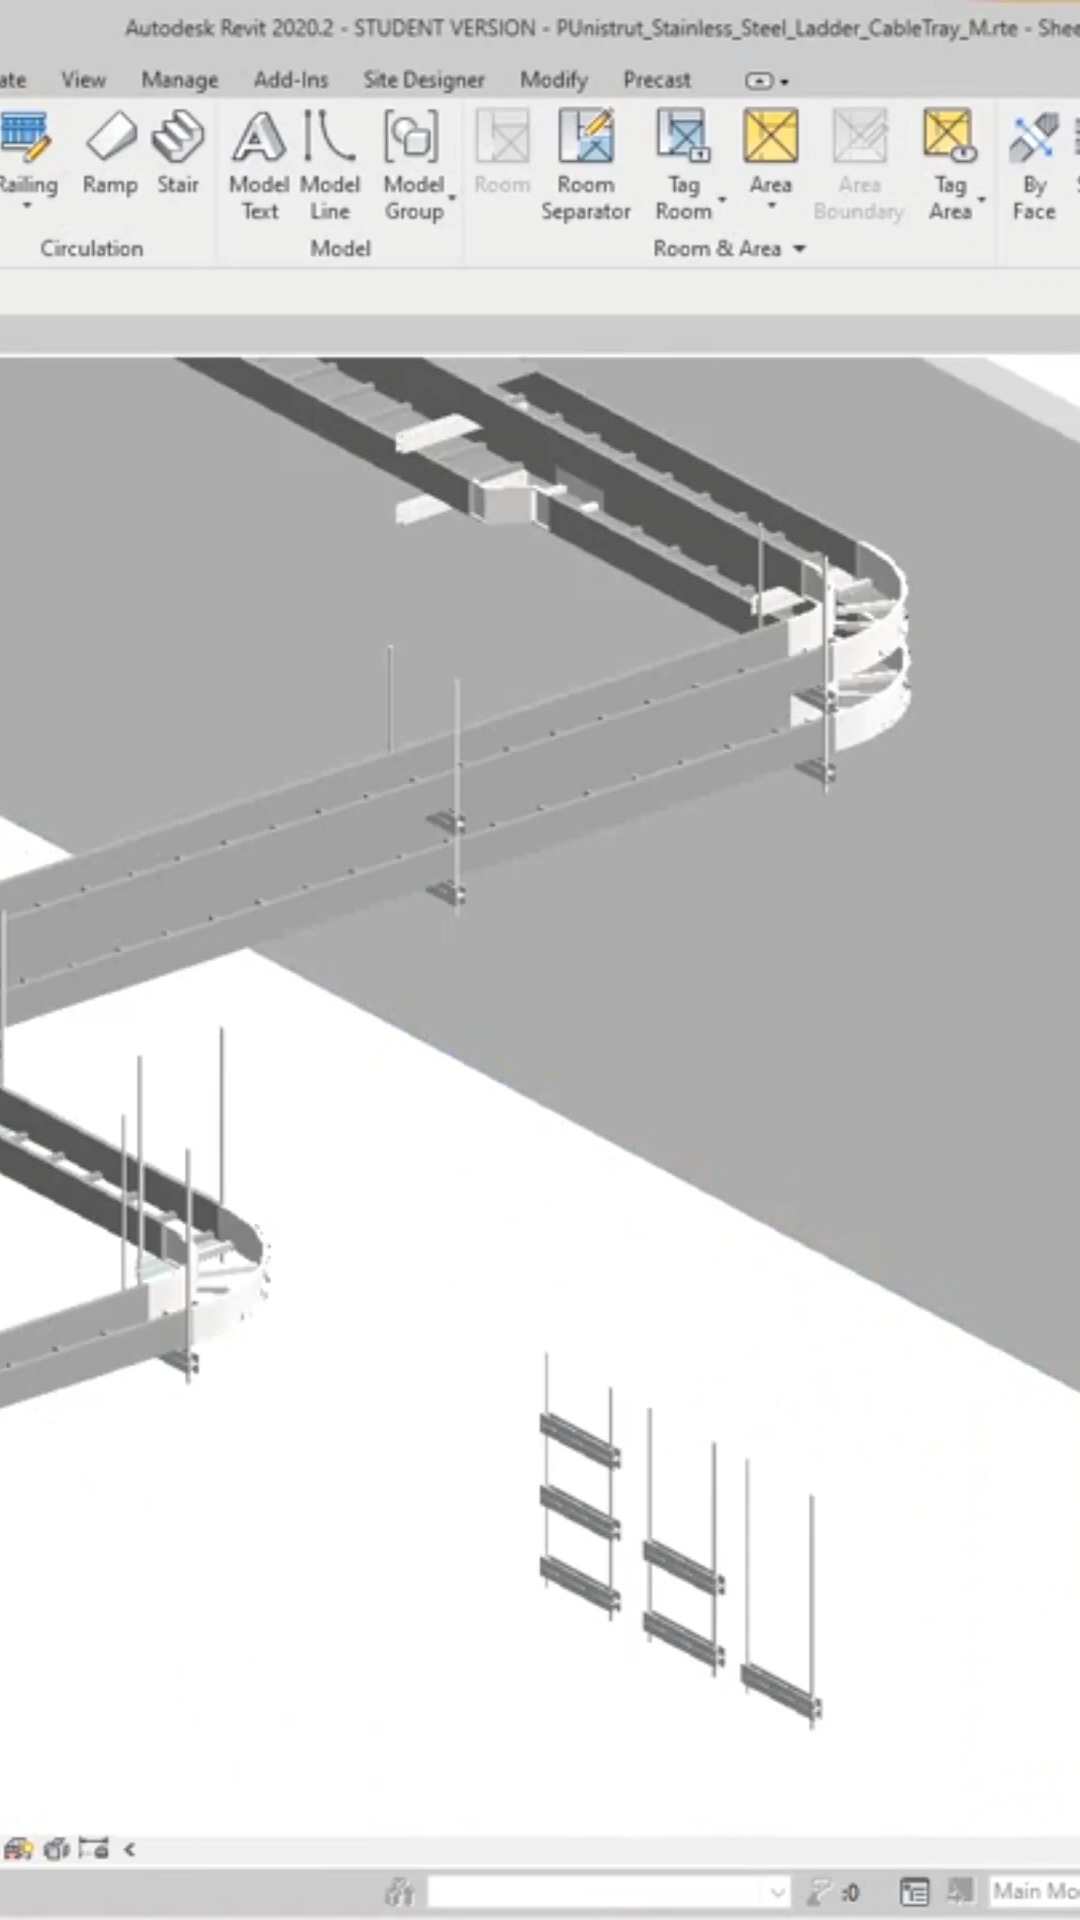 Autodesk Revit 2020.2 - STUDENT VERSION - PUnistrut_Stainless_Steel_Ladder_CableTray_M.rte - Shee
ate View Manage Add-Ins Site Designer Modify Precast
Railing Ramp Stair Model Text Model Line Model Group Room Room Separator Tag Room Area Area Boundary Tag Area By Face
Circulation Model Room & Area
:0 Main Mo